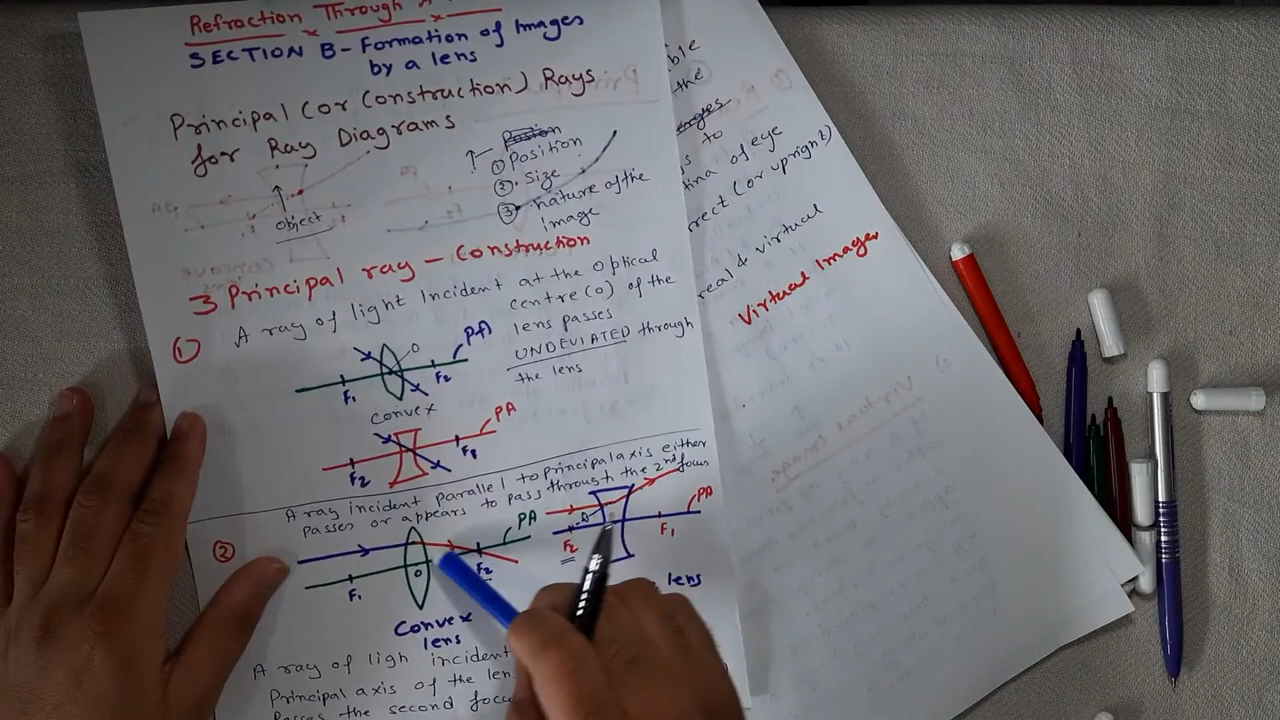 Refraction Through
SECTION B - Formation of Images
by a lens
Principal (or Construction) Rays
for Ray Diagrams
① Position
②. Size
③. nature of the
image
object
3 Principal ray - Construction
① A ray of light Incident at the Optical
centre (O) of the
lens passes
UNDEVIATED through
the lens
O
PA
F1
F2
Convex
PA
F2
F1
A ray incident parallel to principal axis either
passes or appears to pass through the 2nd focus
②
PA
F2
O
F1
Convex
lens
PA
F2
F1
lens
A ray of ligh incident
Principal axis of the len
Passes the second focu
ble
the
s to
tina of eye
rect (or upright)
real & virtual
Virtual Images